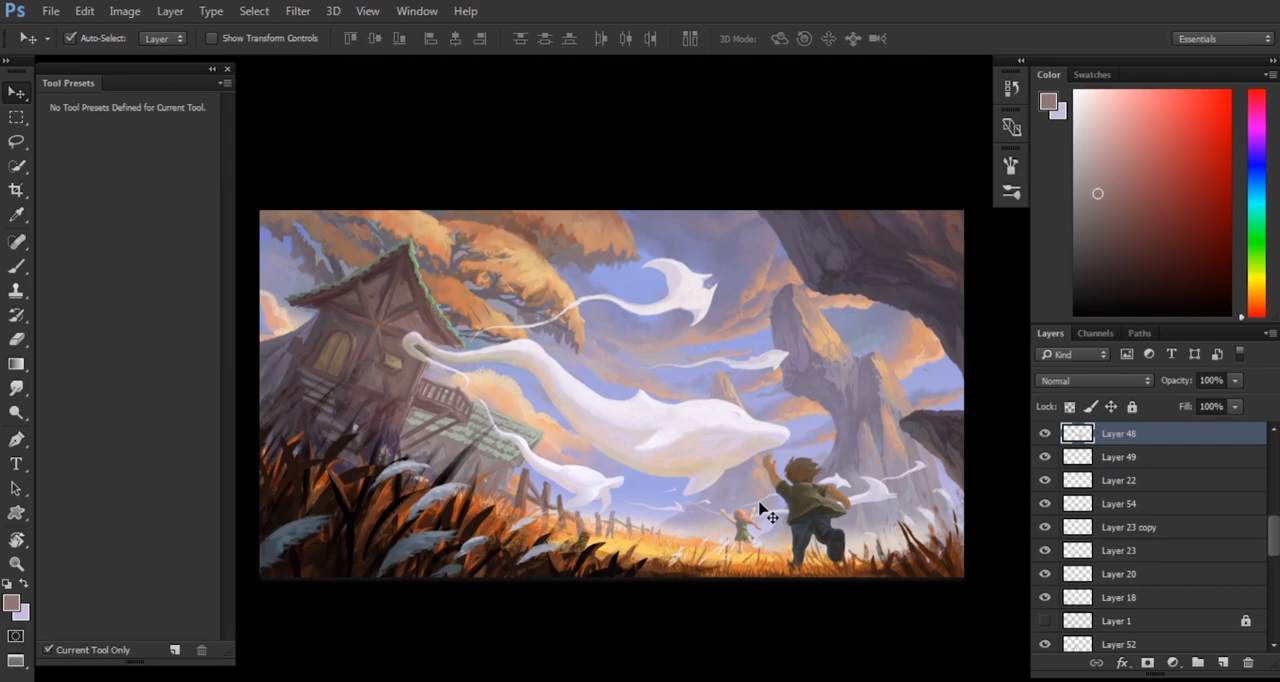 Ps File Edit Image Layer Type Select Filter 3D View Window Help
Auto-Select: Layer Show Transform Controls 3D Mode: Essentials
Tool Presets
No Tool Presets Defined for Current Tool.
Current Tool Only
Color Swatches
Layers Channels Paths
Kind
Normal Opacity: 100%
Lock: Fill: 100%
Layer 48
Layer 49
Layer 22
Layer 54
Layer 23 copy
Layer 23
Layer 20
Layer 18
Layer 1
Layer 52
fx